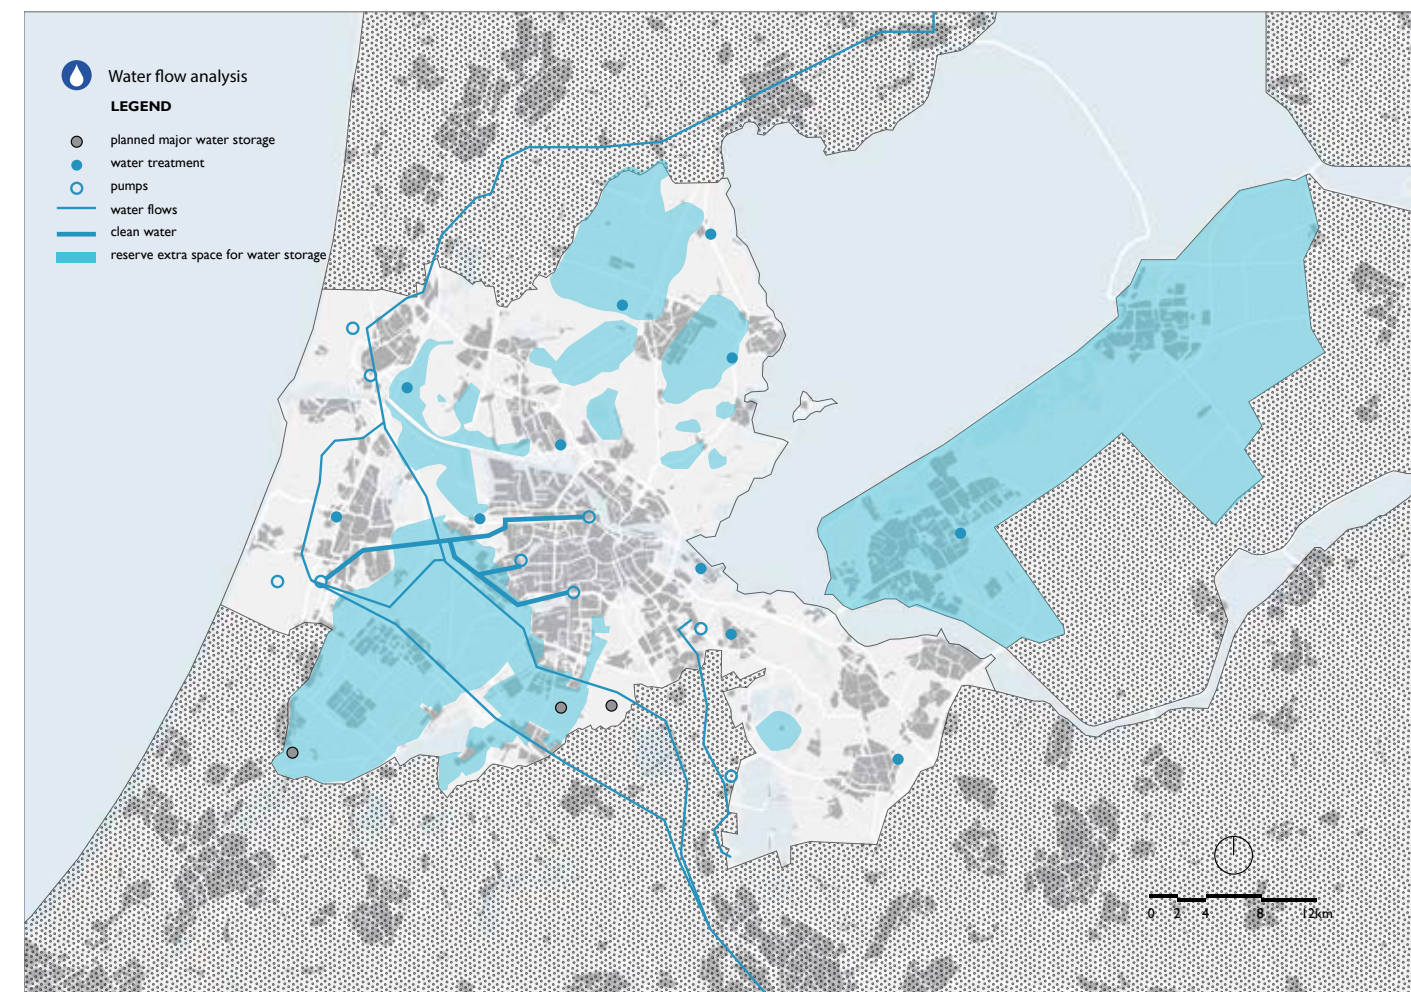 Water flow analysis
LEGEND
planned major water storage
water treatment
pumps
water flows
clean water
reserve extra space for water storage
0 2 4 8 12km